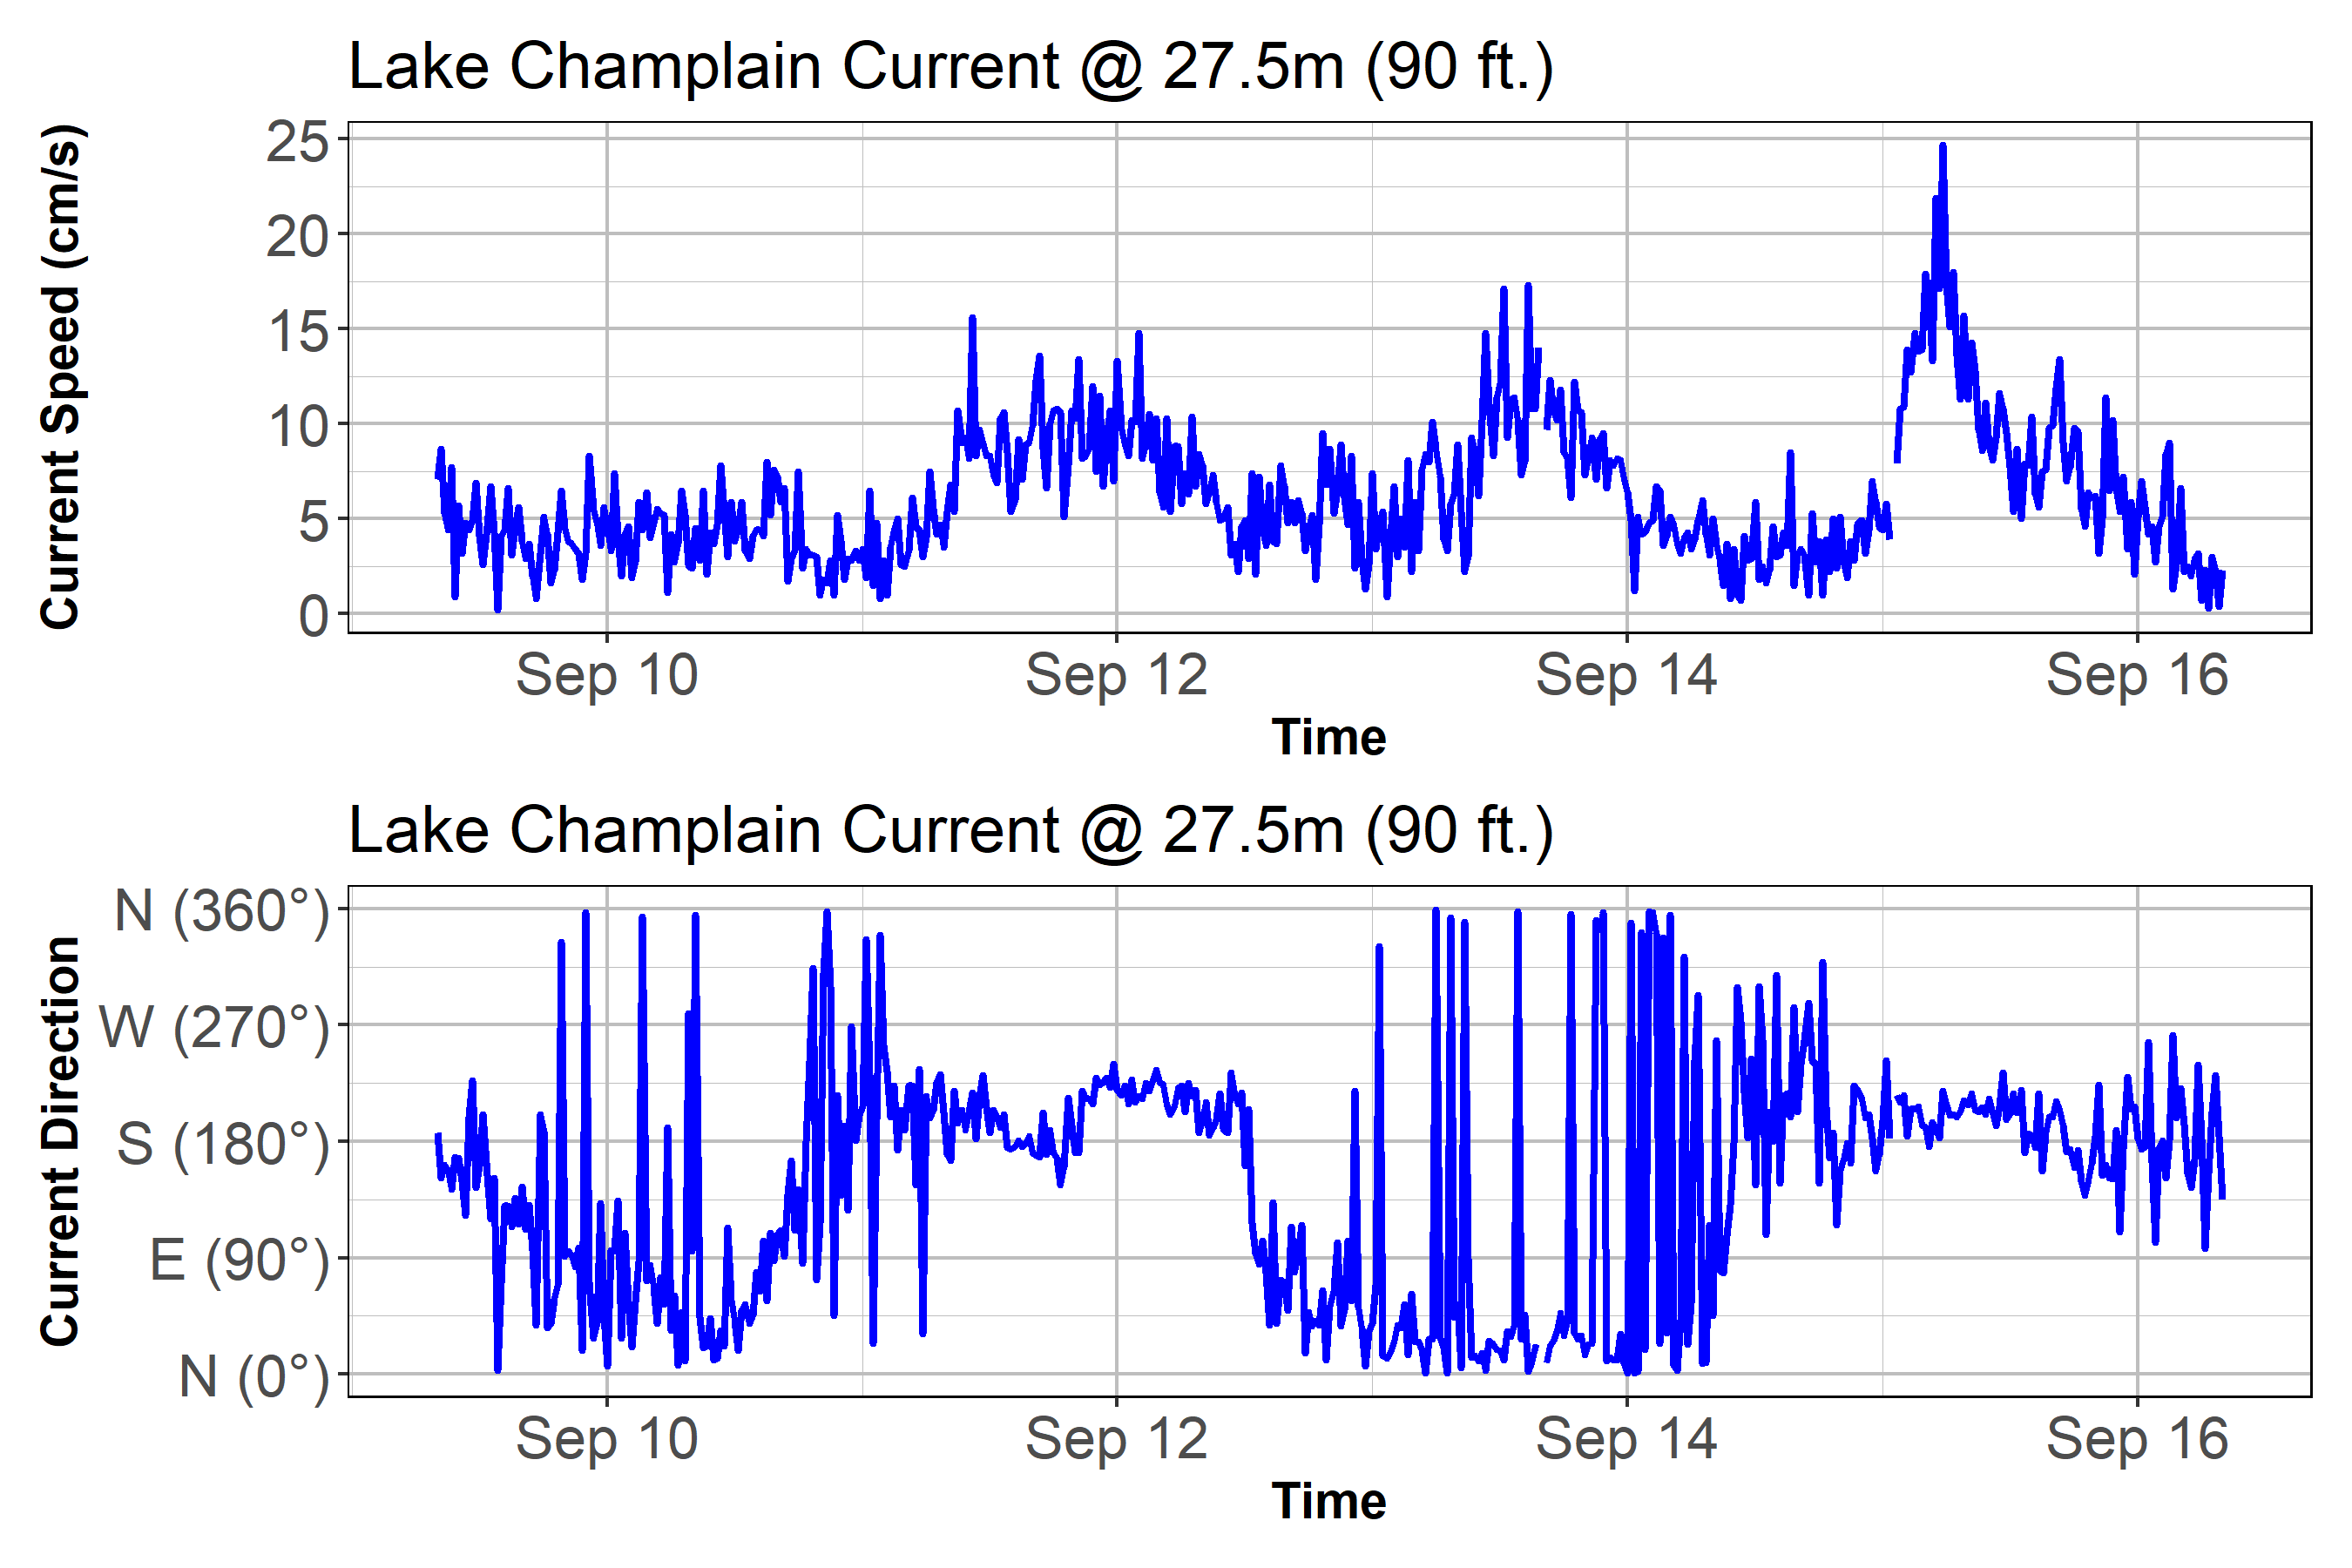 Lake Champlain Current @ 27.5m (90 ft.)
Current Speed (cm/s)
25
20
15
10
5
0
Sep 10 Sep 12 Sep 14 Sep 16
Time
Lake Champlain Current @ 27.5m (90 ft.)
Current Direction
N (360°)
W (270°)
S (180°)
E (90°)
N (0°)
Sep 10 Sep 12 Sep 14 Sep 16
Time